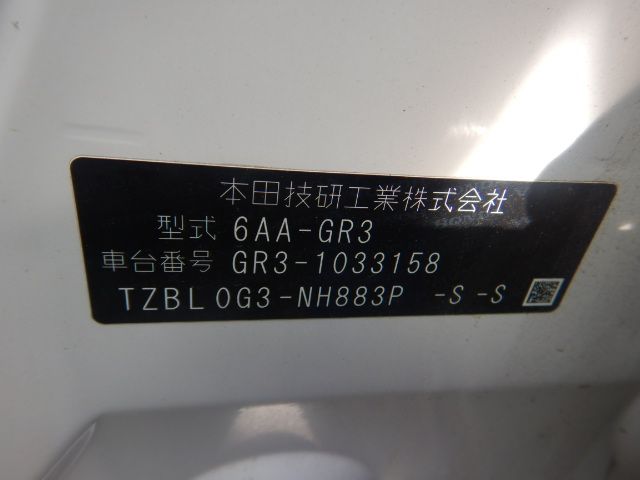 本田技研工業株式会社
型式 6AA-GR3
車台番号 GR3-1033158
TZBL0G3-NH883P -S-S